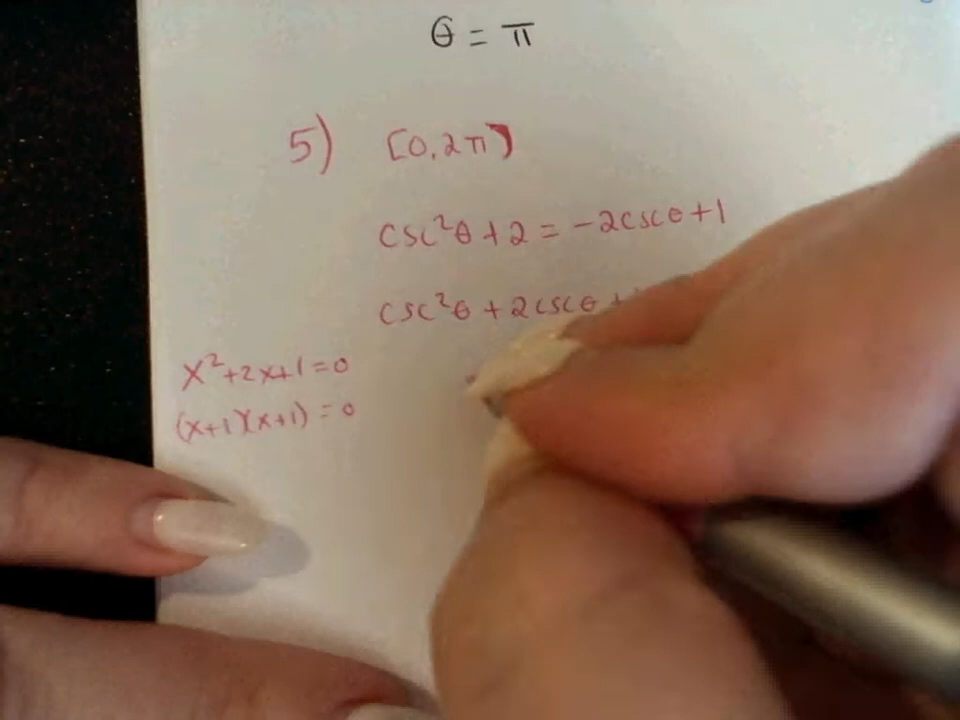 θ = π
5) [0, 2π)
csc²θ + 2 = -2cscθ + 1
csc²θ + 2cscθ +
x² + 2x + 1 = 0
(x+1)(x+1) = 0